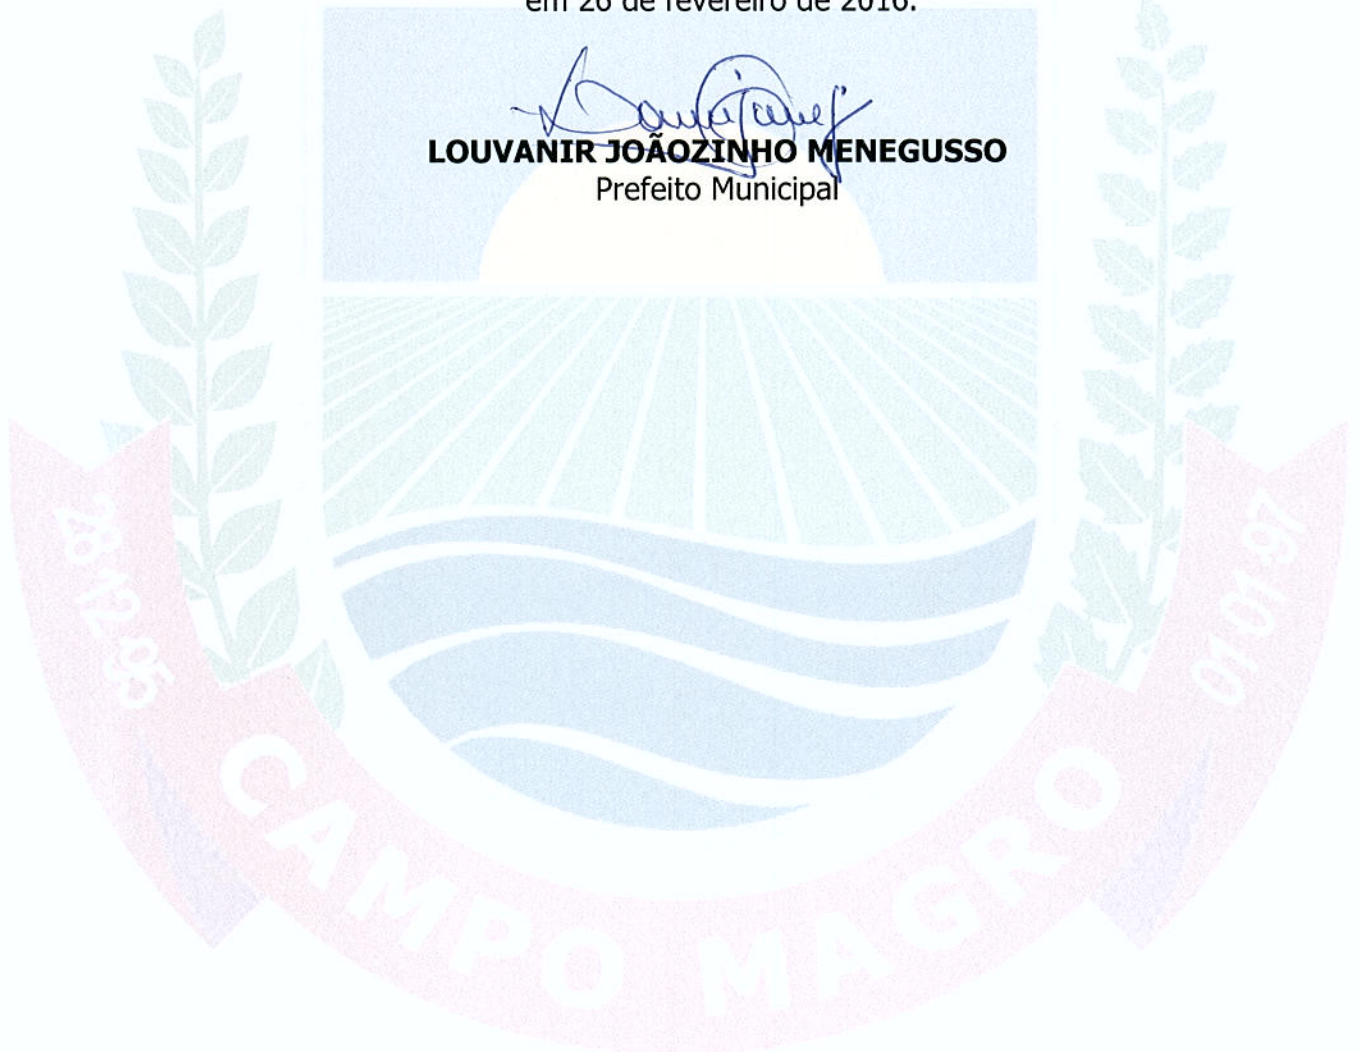 em 26 de fevereiro de 2016.
LOUVANIR JOÃOZINHO MENEGUSSO
Prefeito Municipal
28-12-95
CAMPO MAGRO
01-01-97